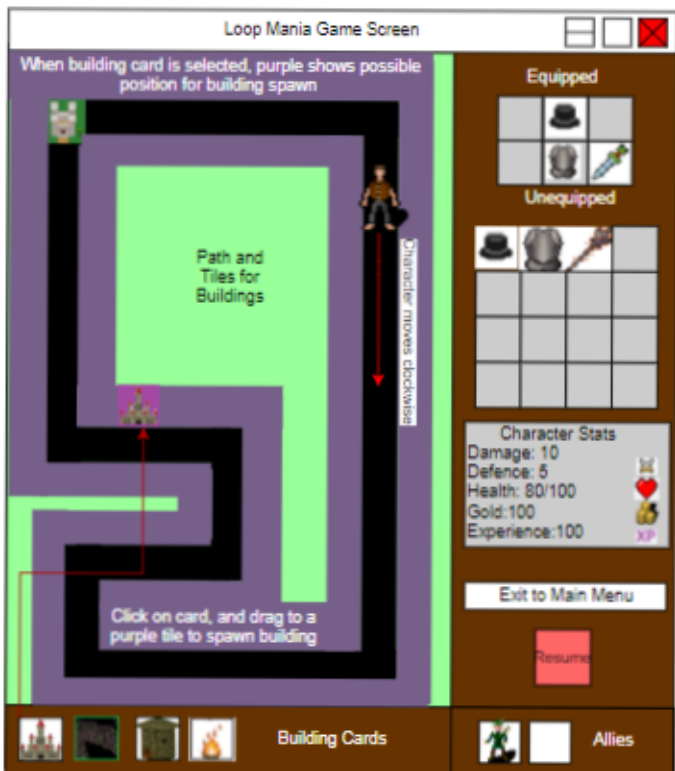 Loop Mania Game Screen
When building card is selected, purple shows possible
position for building spawn
Equipped
Unequipped
Path and
Tiles for
Buildings
Character moves clockwise
Character Stats
Damage: 10
Defence: 5
Health: 80/100
Gold:100
Experience:100
XP
Click on card, and drag to a
purple tile to spawn building
Exit to Main Menu
Resume
Building Cards
Allies